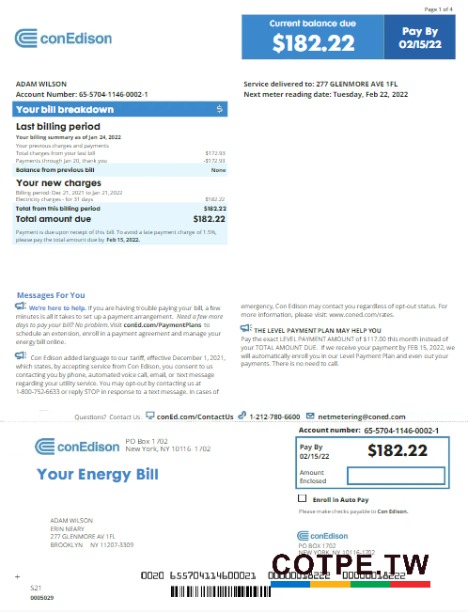 Page 1 of 4
conEdison
Current balance due
$182.22
Pay By
02/15/22
ADAM WILSON
Account Number: 65-5704-1146-0002-1
Service delivered to: 277 GLENMORE AVE 1FL
Next meter reading date: Tuesday, Feb 22, 2022
Your bill breakdown $
Last billing period
Your billing summary as of Jan 24, 2022
Your previous charges and payments
Total charges from your last bill $172.93
Payments through Jan 20, thank you -$172.93
Balance from previous bill None
Your new charges
Billing period: Dec 21, 2021 to Jan 21, 2022
Electricity charges - for 31 days $182.22
Total from this billing period $182.22
Total amount due $182.22
Payment is due upon receipt of this bill. To avoid a late payment charge of 1.5%,
please pay the total amount due by Feb 15, 2022.
Messages For You
We're here to help. If you are having trouble paying your bill, a few
minutes is all it takes to set up a payment arrangement. Need a few more
days to pay your bill? No problem. Visit conEd.com/PaymentPlans to
schedule an extension, enroll in a payment agreement and manage your
energy bill online.
Con Edison added language to our tariff, effective December 1, 2021,
which states, by accepting service from Con Edison, you consent to us
contacting you by phone, automated voice call, email, or text message
regarding your utility service. You may opt-out by contacting us at
1-800-752-6633 or reply STOP in response to a text message. In cases of
emergency, Con Edison may contact you regardless of opt-out status. For
more information, please visit: www.coned.com/rates.
THE LEVEL PAYMENT PLAN MAY HELP YOU
Pay the exact LEVEL PAYMENT AMOUNT of $117.00 this month instead of
your TOTAL AMOUNT DUE. If we receive your payment by FEB 15, 2022, we
will automatically enroll you in our Level Payment Plan and even out your
payments. There is no need to call.
Questions? Contact Us: conEd.com/ContactUs 1-212-780-6600 netmetering@coned.com
conEdison
PO Box 1702
New York, NY 10116 1702
Your Energy Bill
Account number: 65-5704-1146-0002-1
Pay By
02/15/22
$182.22
Amount
Enclosed
Enroll in Auto Pay
Please make checks payable to Con Edison.
ADAM WILSON
ERIN NEARY
277 GLENMORE AV 1FL
BROOKLYN NY 11207-3309
conEdison
PO BOX 1702
NEW YORK, NY 10116-1702
COTPE.TW
0020 655704114600021 00000018222 00000018222
S21
0005029